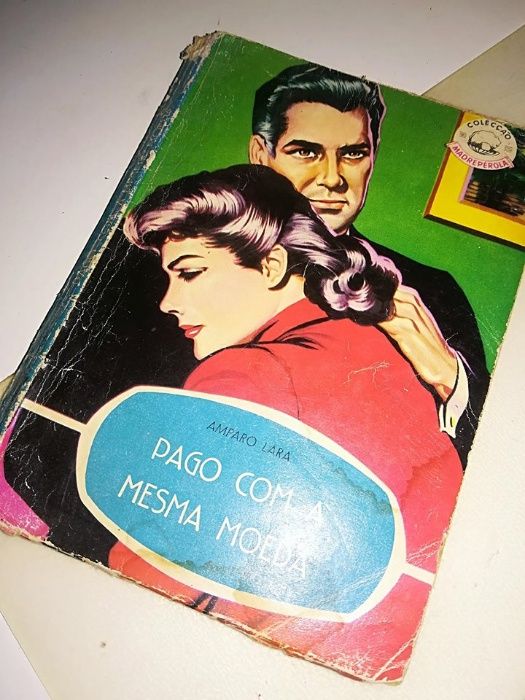 COLECÇÃO
MADREPÉROLA
AMPARO LARA
PAGO COM A
MESMA MOEDA